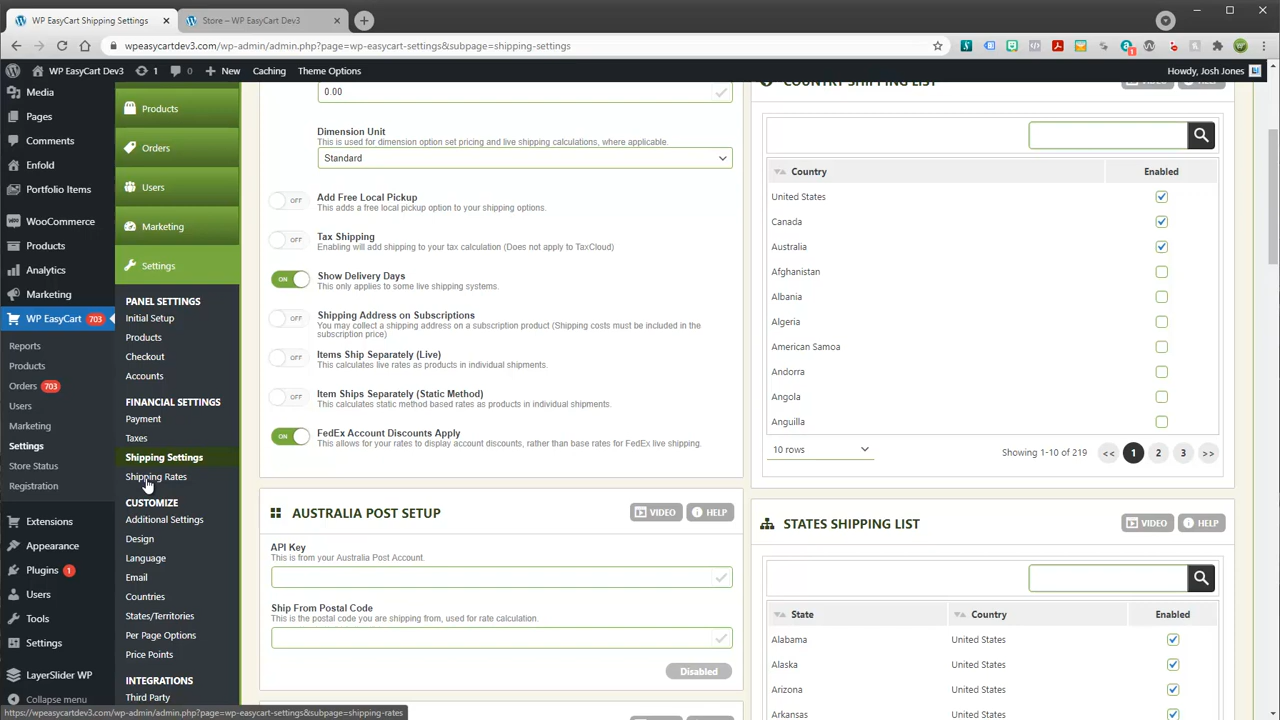 WP EasyCart Shipping Settings
Store – WP EasyCart Dev3
wpeasycartdev3.com/wp-admin/admin.php?page=wp-easycart-settings&subpage=shipping-settings
WP EasyCart Dev3
1
0
New
Caching
Theme Options
Howdy, Josh Jones
Media
Pages
Comments
Enfold
Portfolio Items
WooCommerce
Products
Analytics
Marketing
WP EasyCart 703
Reports
Products
Orders 703
Users
Marketing
Settings
Store Status
Registration
Extensions
Appearance
Plugins 1
Users
Tools
Settings
LayerSlider WP
Collapse menu
Products
Orders
Users
Marketing
Settings
PANEL SETTINGS
Initial Setup
Products
Checkout
Accounts
FINANCIAL SETTINGS
Payment
Taxes
Shipping Settings
Shipping Rates
CUSTOMIZE
Additional Settings
Design
Language
Email
Countries
States/Territories
Per Page Options
Price Points
INTEGRATIONS
Third Party
0.00
Dimension Unit
This is used for dimension option set pricing and live shipping calculations, where applicable.
Standard
OFF
Add Free Local Pickup
This adds a free local pickup option to your shipping options.
OFF
Tax Shipping
Enabling will add shipping to your tax calculation (Does not apply to TaxCloud)
ON
Show Delivery Days
This only applies to some live shipping systems.
OFF
Shipping Address on Subscriptions
You may collect a shipping address on a subscription product (Shipping costs must be included in the
subscription price)
OFF
Items Ship Separately (Live)
This calculates live rates as products in individual shipments.
OFF
Item Ships Separately (Static Method)
This calculates static method based rates as products in individual shipments.
ON
FedEx Account Discounts Apply
This allows for your rates to display account discounts, rather than base rates for FedEx live shipping.
AUSTRALIA POST SETUP
VIDEO
HELP
API Key
This is from your Australia Post Account.
Ship From Postal Code
This is the postal code you are shipping from, used for rate calculation.
Disabled
COUNTRY SHIPPING LIST
Country
Enabled
United States
Canada
Australia
Afghanistan
Albania
Algeria
American Samoa
Andorra
Angola
Anguilla
10 rows
Showing 1-10 of 219
<<
1
2
3
>>
STATES SHIPPING LIST
VIDEO
HELP
State
Country
Enabled
Alabama
United States
Alaska
United States
Arizona
United States
Arkansas
United States
https://wpeasycartdev3.com/wp-admin/admin.php?page=wp-easycart-settings&subpage=shipping-rates